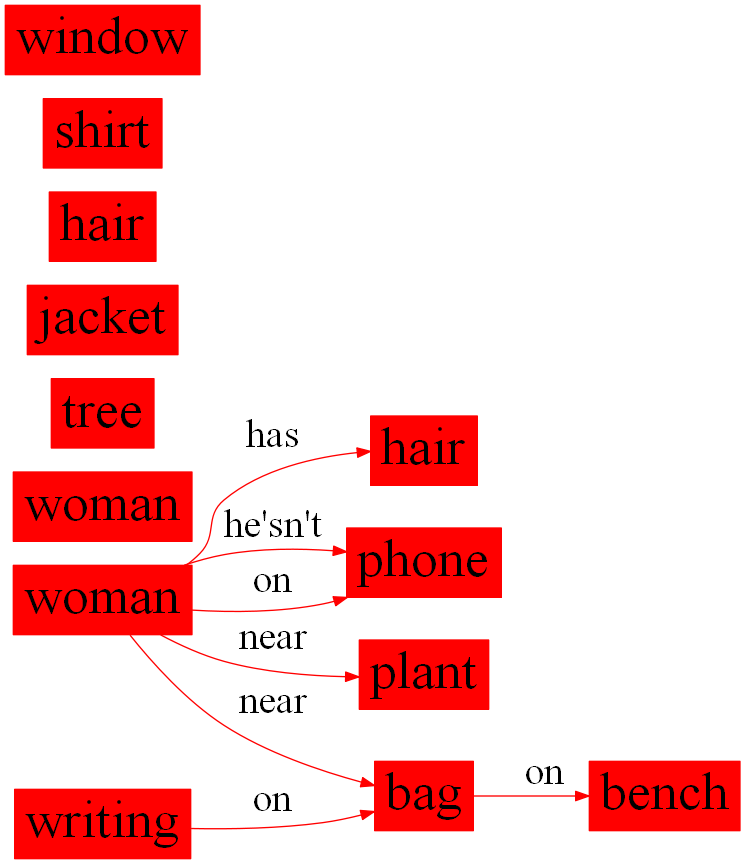 window
shirt
hair
jacket
tree
woman
has
hair
he'sn't
phone
woman
on
near
plant
near
bag
on
bench
writing
on